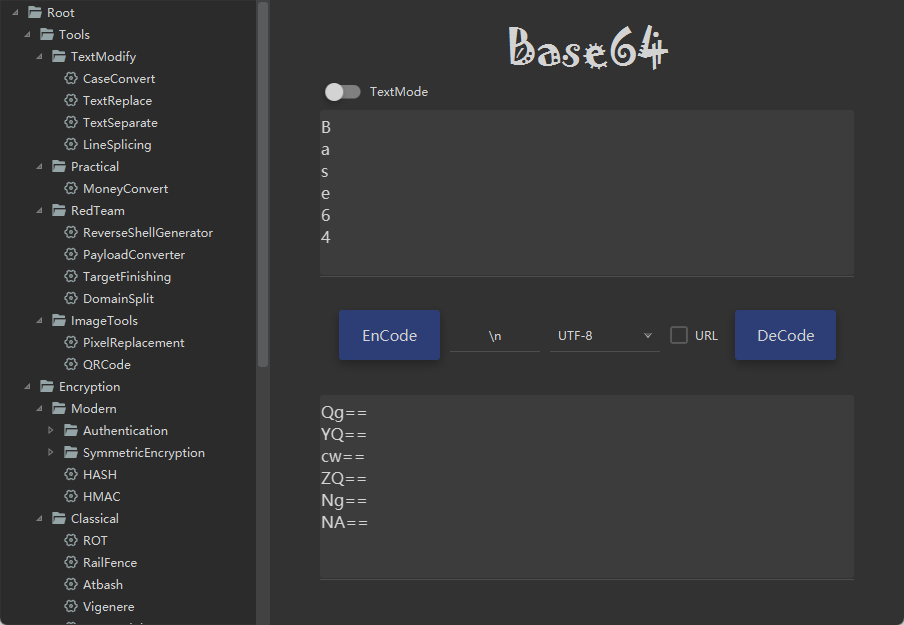 Root
Tools
TextModify
CaseConvert
TextReplace
TextSeparate
LineSplicing
Practical
MoneyConvert
RedTeam
ReverseShellGenerator
PayloadConverter
TargetFinishing
DomainSplit
ImageTools
PixelReplacement
QRCode
Encryption
Modern
Authentication
SymmetricEncryption
HASH
HMAC
Classical
ROT
RailFence
Atbash
Vigenere
Base64
TextMode
B
a
s
e
6
4
EnCode
\n
UTF-8
URL
DeCode
Qg==
YQ==
cw==
ZQ==
Ng==
NA==